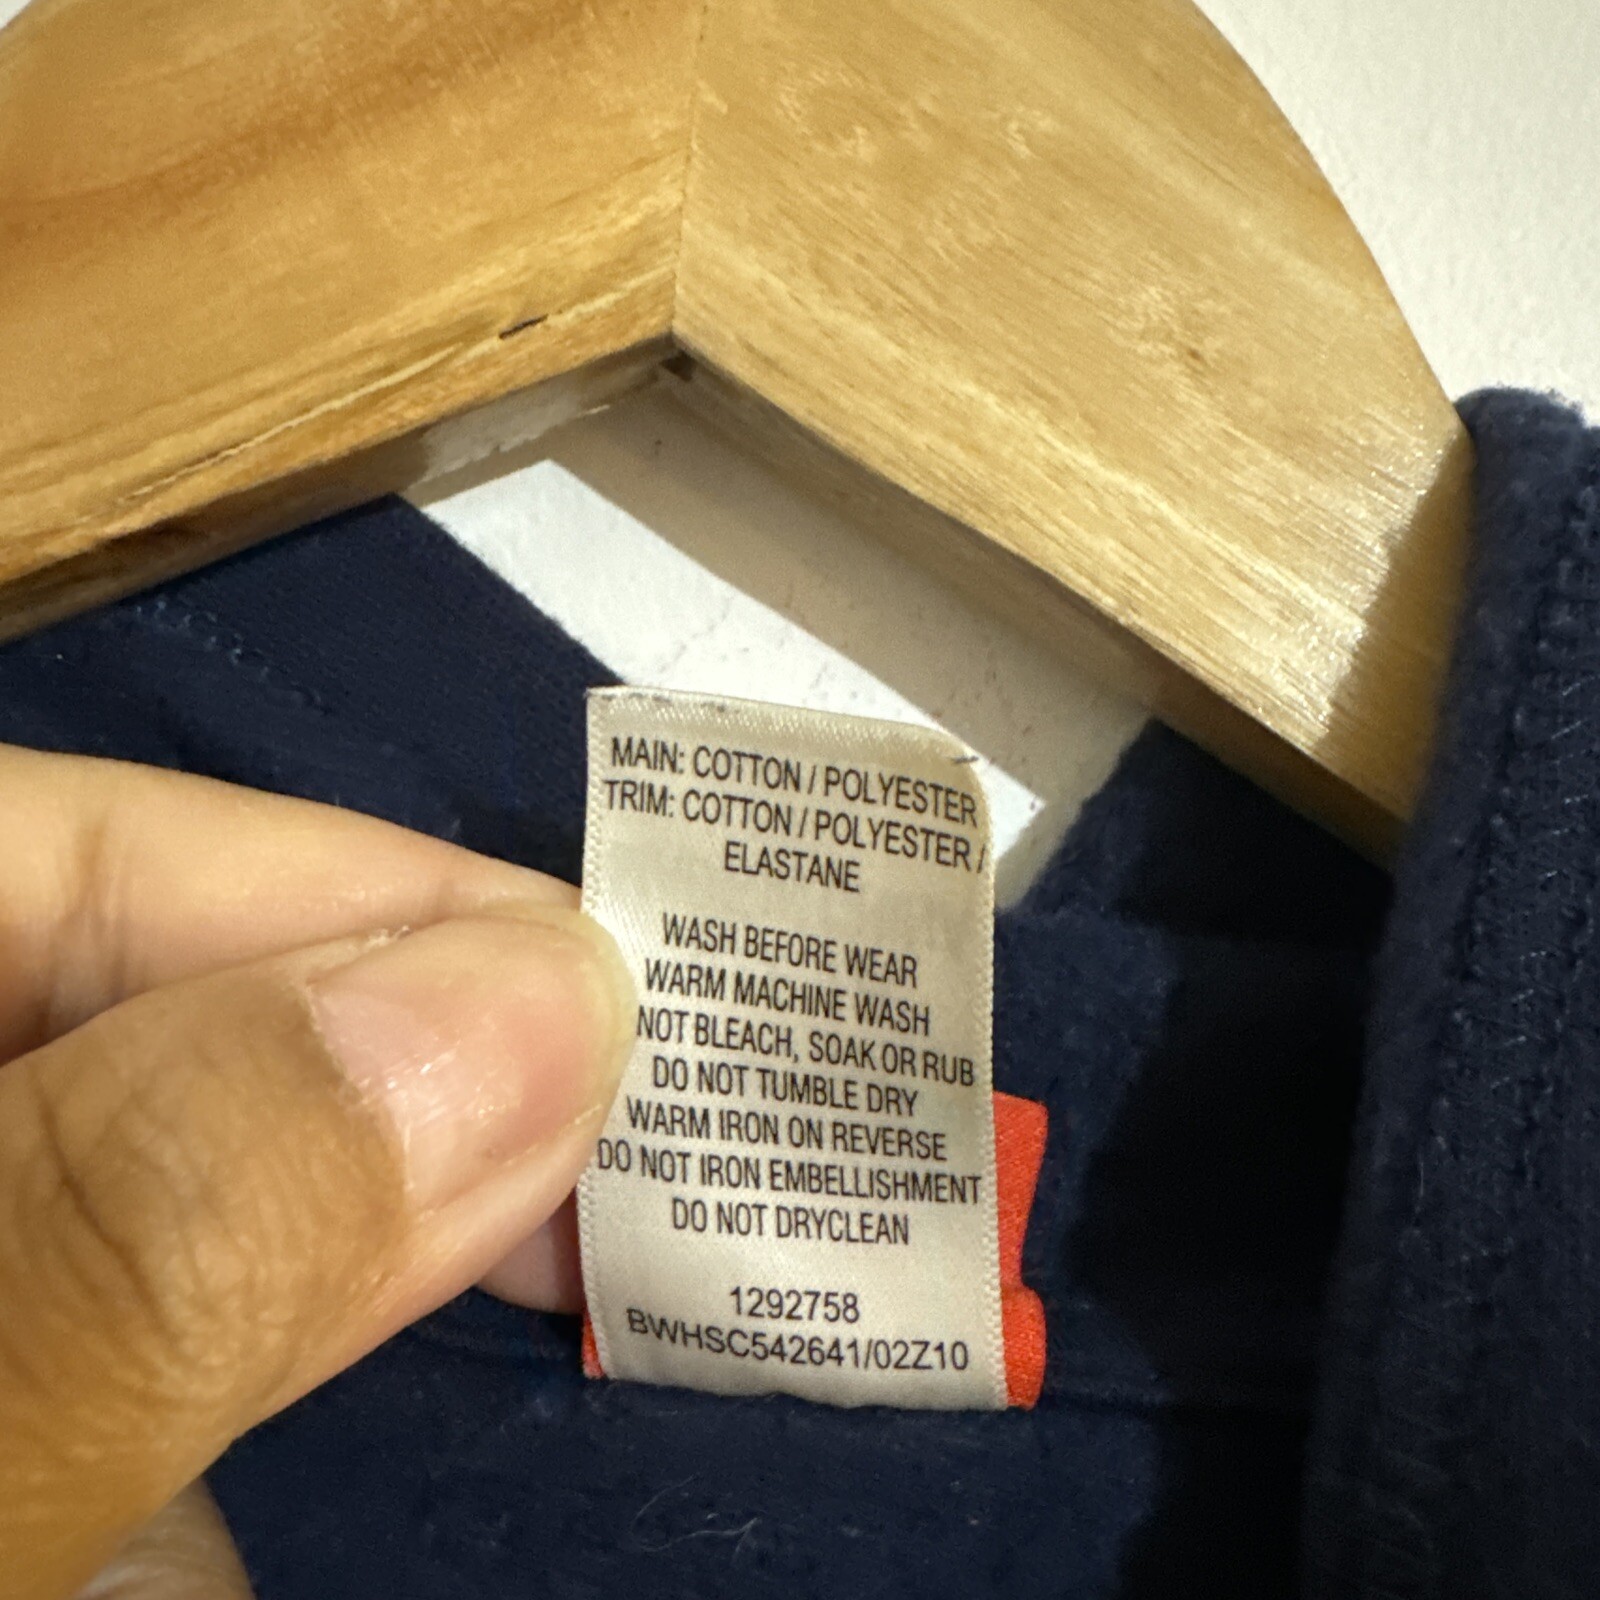 MAIN: COTTON / POLYESTER
TRIM: COTTON / POLYESTER /
ELASTANE
WASH BEFORE WEAR
WARM MACHINE WASH
NOT BLEACH, SOAK OR RUB
DO NOT TUMBLE DRY
WARM IRON ON REVERSE
DO NOT IRON EMBELLISHMENT
DO NOT DRYCLEAN
1292758
BWHSC542641/02Z10